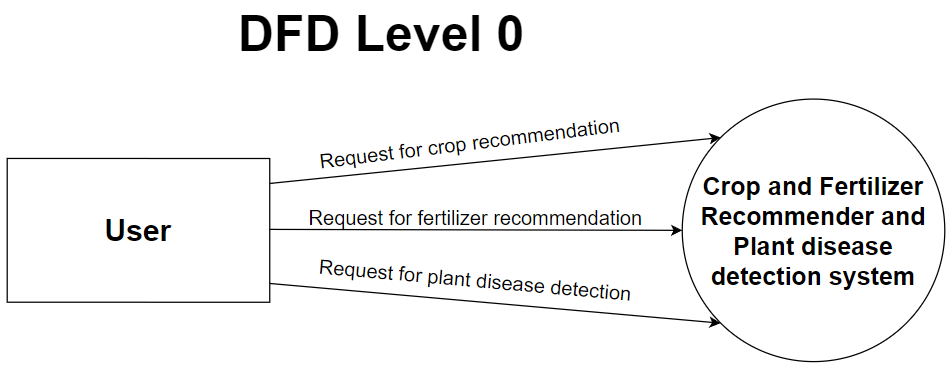 DFD Level 0
User
Request for crop recommendation
Request for fertilizer recommendation
Request for plant disease detection
Crop and Fertilizer
Recommender and
Plant disease
detection system